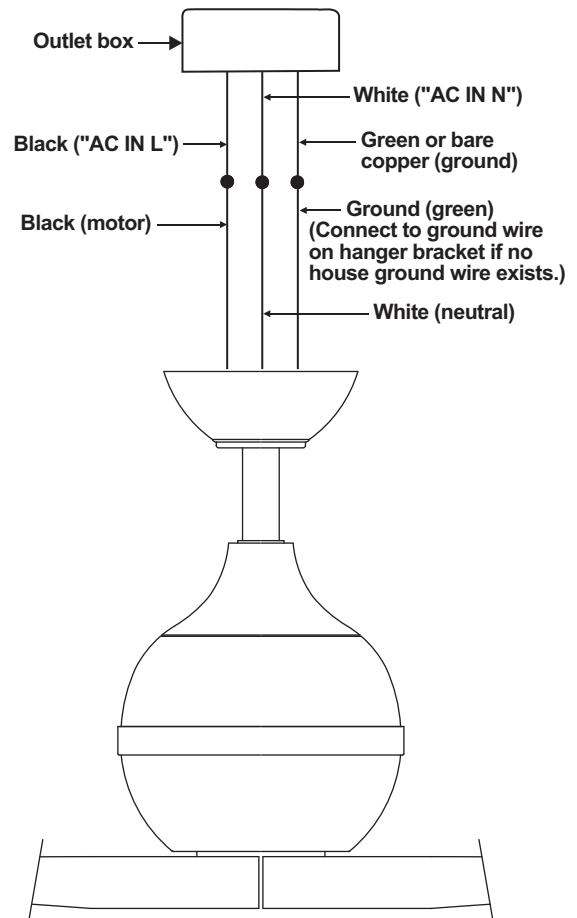 Outlet box
White ("AC IN N")
Black ("AC IN L")
Green or bare
copper (ground)
Black (motor)
Ground (green)
(Connect to ground wire
on hanger bracket if no
house ground wire exists.)
White (neutral)